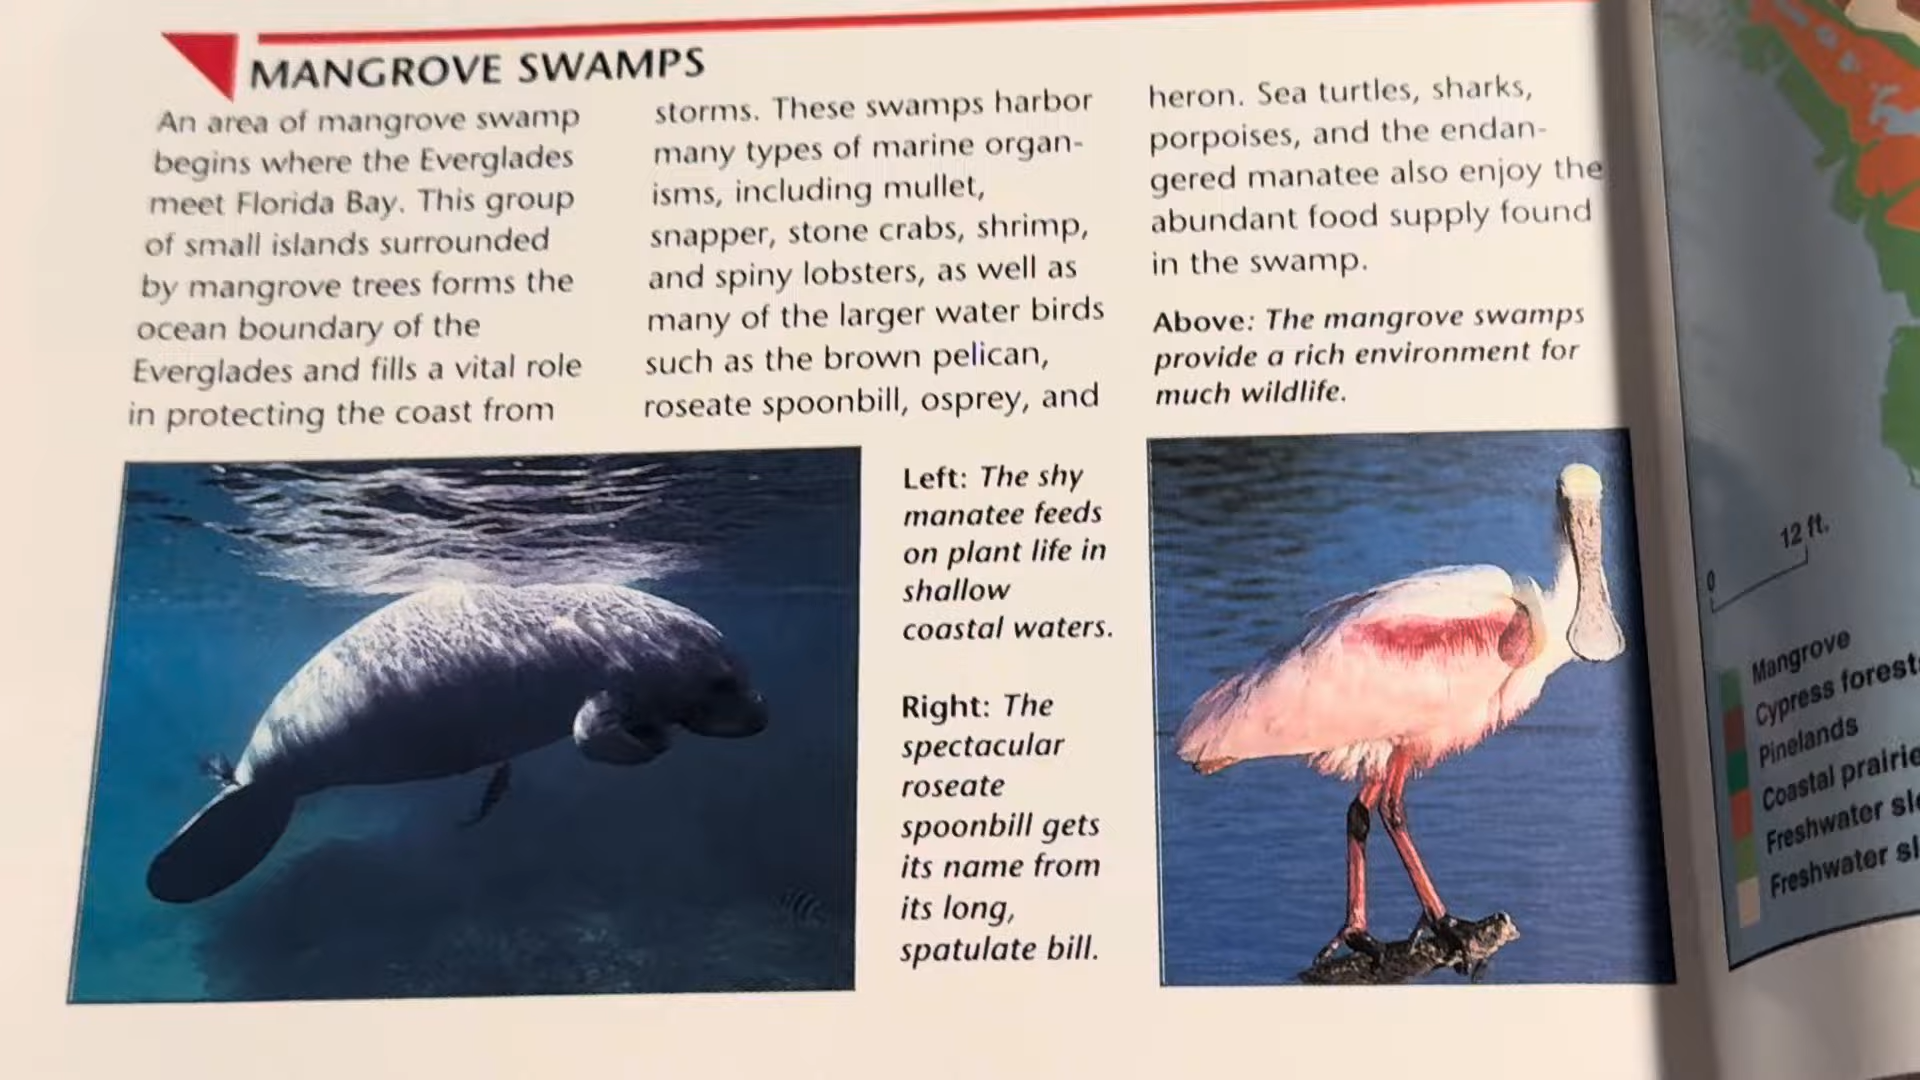 MANGROVE SWAMPS
An area of mangrove swamp
begins where the Everglades
meet Florida Bay. This group
of small islands surrounded
by mangrove trees forms the
ocean boundary of the
Everglades and fills a vital role
in protecting the coast from
storms. These swamps harbor
many types of marine organ-
isms, including mullet,
snapper, stone crabs, shrimp,
and spiny lobsters, as well as
many of the larger water birds
such as the brown pelican,
roseate spoonbill, osprey, and
heron. Sea turtles, sharks,
porpoises, and the endan-
gered manatee also enjoy the
abundant food supply found
in the swamp.
Above: The mangrove swamps
provide a rich environment for
much wildlife.
Left: The shy
manatee feeds
on plant life in
shallow
coastal waters.
Right: The
spectacular
roseate
spoonbill gets
its name from
its long,
spatulate bill.
0 12 ft.
Mangrove
Cypress forests
Pinelands
Coastal prairie
Freshwater
Freshwater